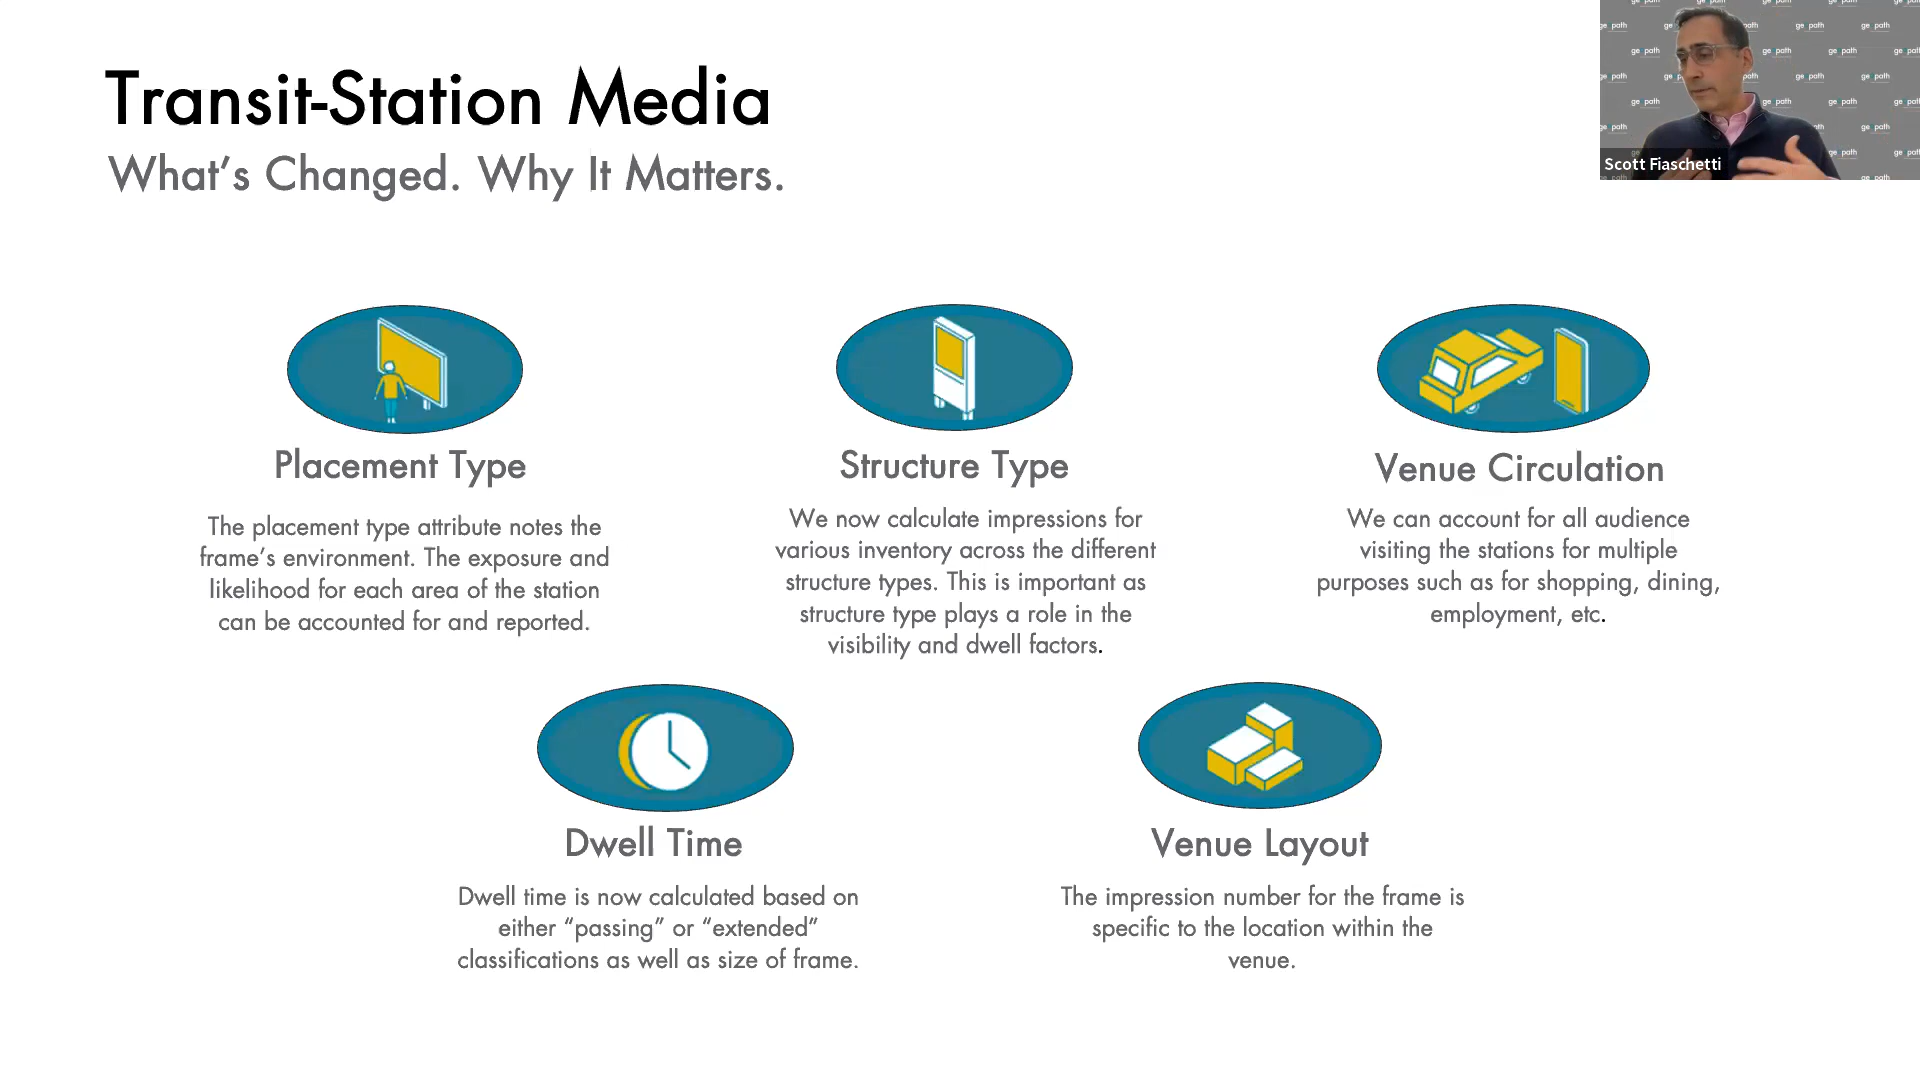 Transit-Station Media
What's Changed. Why It Matters.
ge path
Scott Fiaschetti
Placement Type
The placement type attribute notes the
frame's environment. The exposure and
likelihood for each area of the station
can be accounted for and reported.
Structure Type
We now calculate impressions for
various inventory across the different
structure types. This is important as
structure type plays a role in the
visibility and dwell factors.
Venue Circulation
We can account for all audience
visiting the stations for multiple
purposes such as for shopping, dining,
employment, etc.
Dwell Time
Dwell time is now calculated based on
either “passing” or “extended”
classifications as well as size of frame.
Venue Layout
The impression number for the frame is
specific to the location within the
venue.